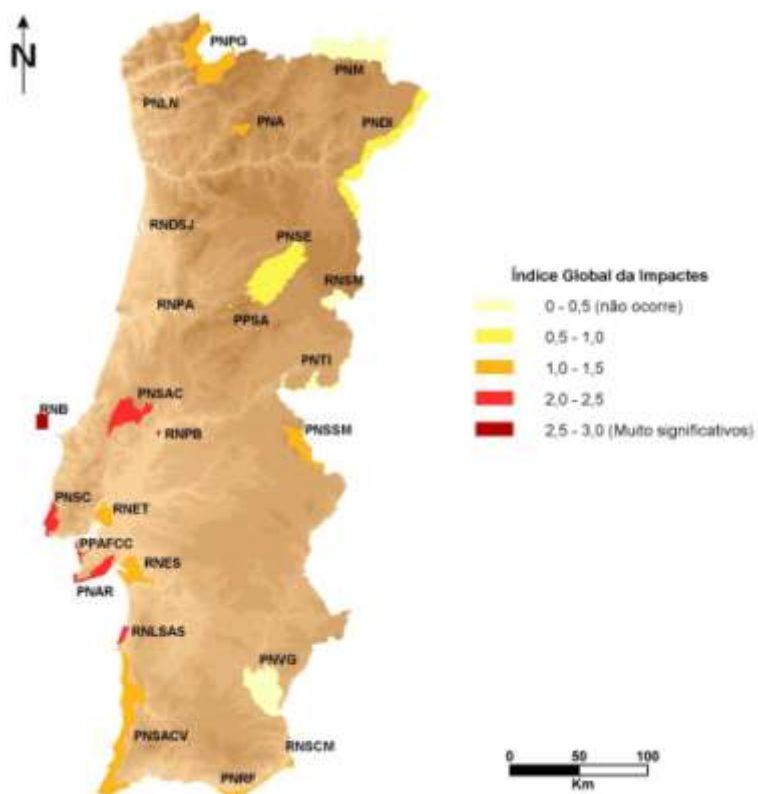 N
PNPG
PNM
PNLN
PNA
PNDI
RNDSJ
PNSE
RNSM
RNPA
PPSA
PNTI
PNSAC
RNB
RNPB
PNSSM
PNSC
RNET
PPAFCC
RNES
PNAR
RNLSAS
PNVG
PNSACV
RNSCM
PNRF
Índice Global da Impactes
0 - 0,5 (não ocorre)
0,5 - 1,0
1,0 - 1,5
2,0 - 2,5
2,5 - 3,0 (Muito significativos)
0 50 100
Km